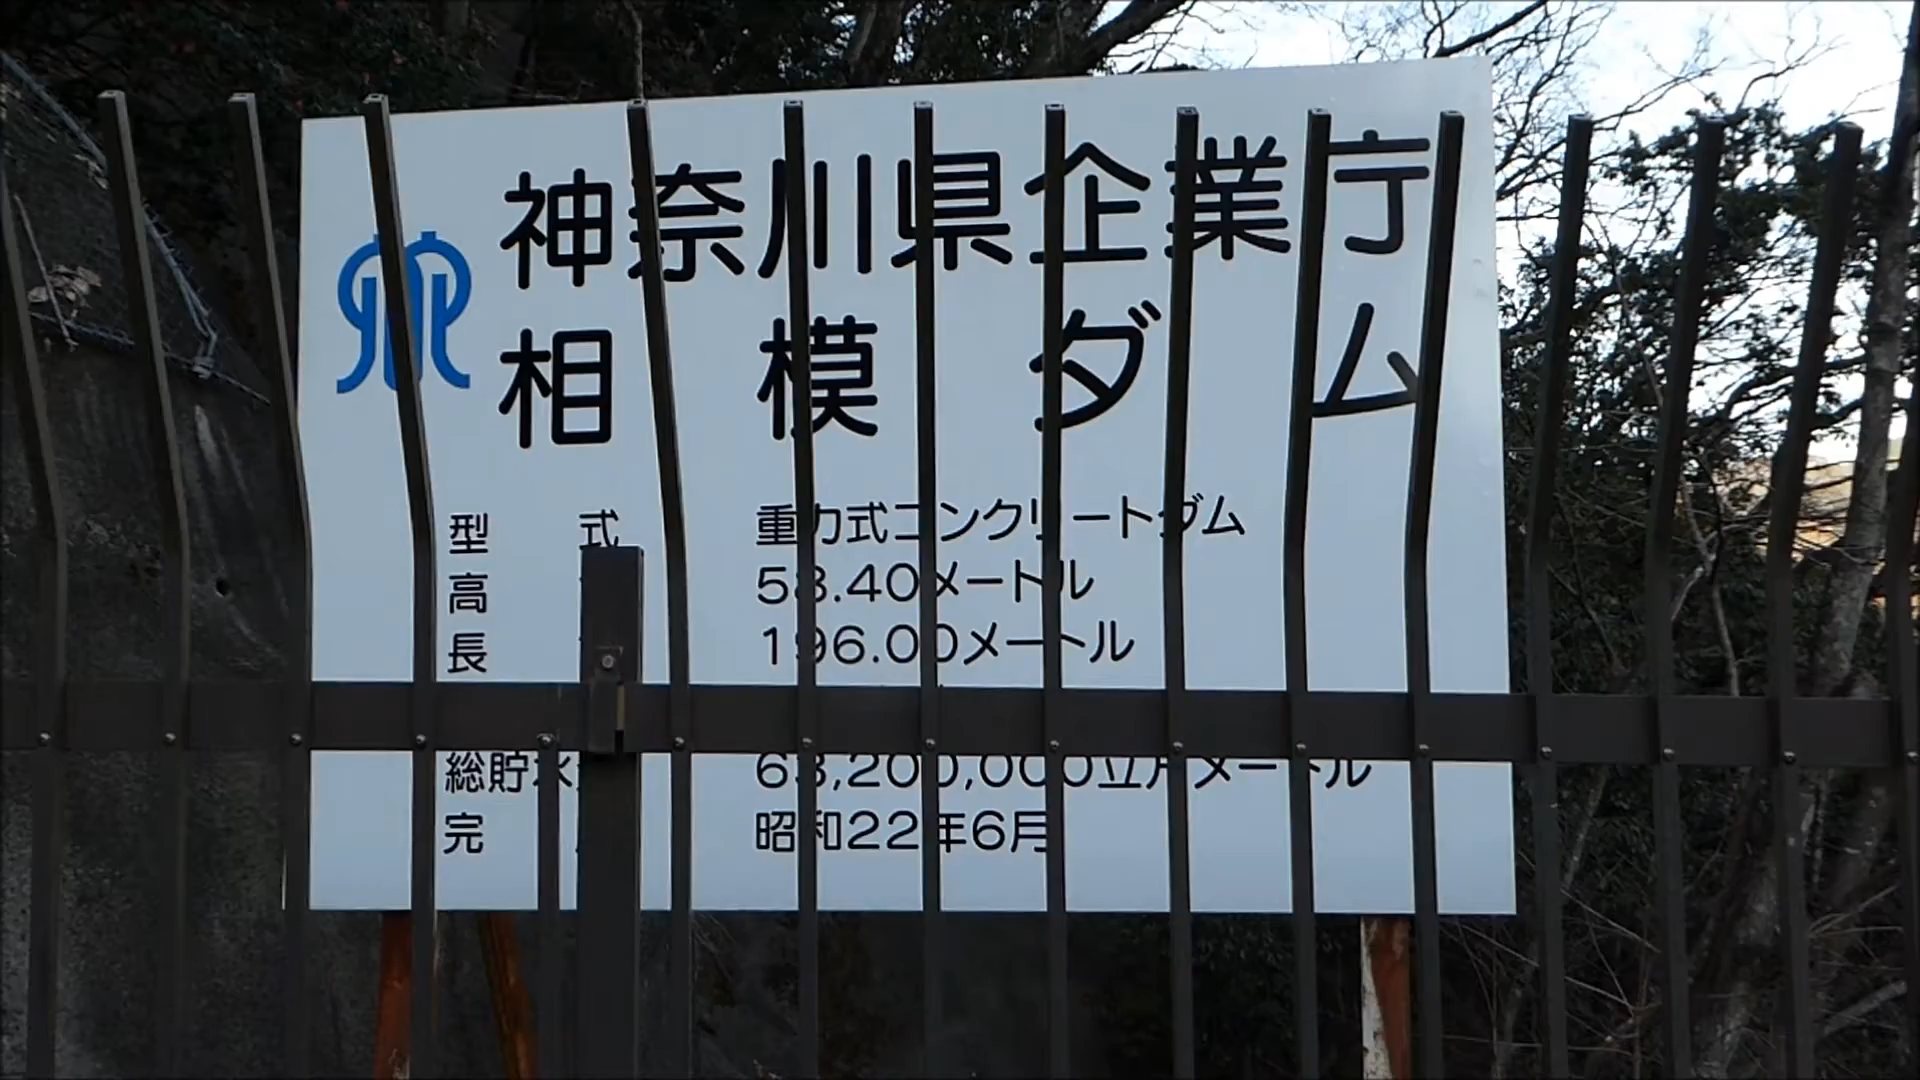 神奈川県企業庁
相模ダム
型式 重力式コンクリートダム
高 58.40メートル
長 196.00メートル
総貯水 63,200,000立方メートル
完 昭和22年6月